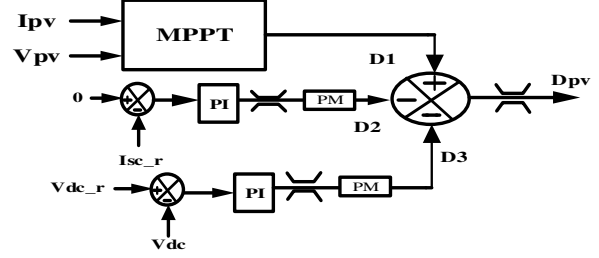 Ipv
Vpv
MPPT
D1
Dpv
0
PI
PM
D2
Isc_r
D3
Vdc_r
PI
PM
Vdc